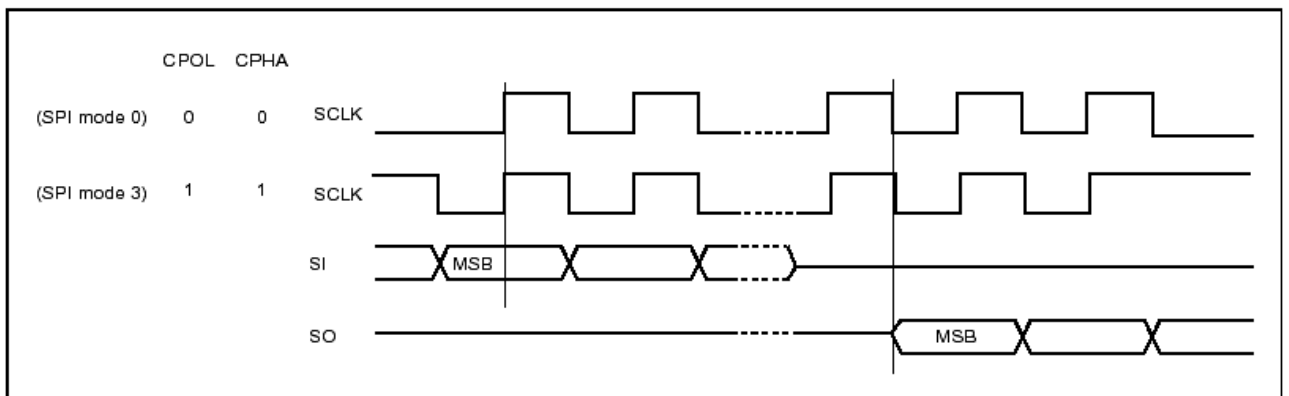 CPOL CPHA
(SPI mode 0) 0 0 SCLK
(SPI mode 3) 1 1 SCLK
SI MSB
SO MSB